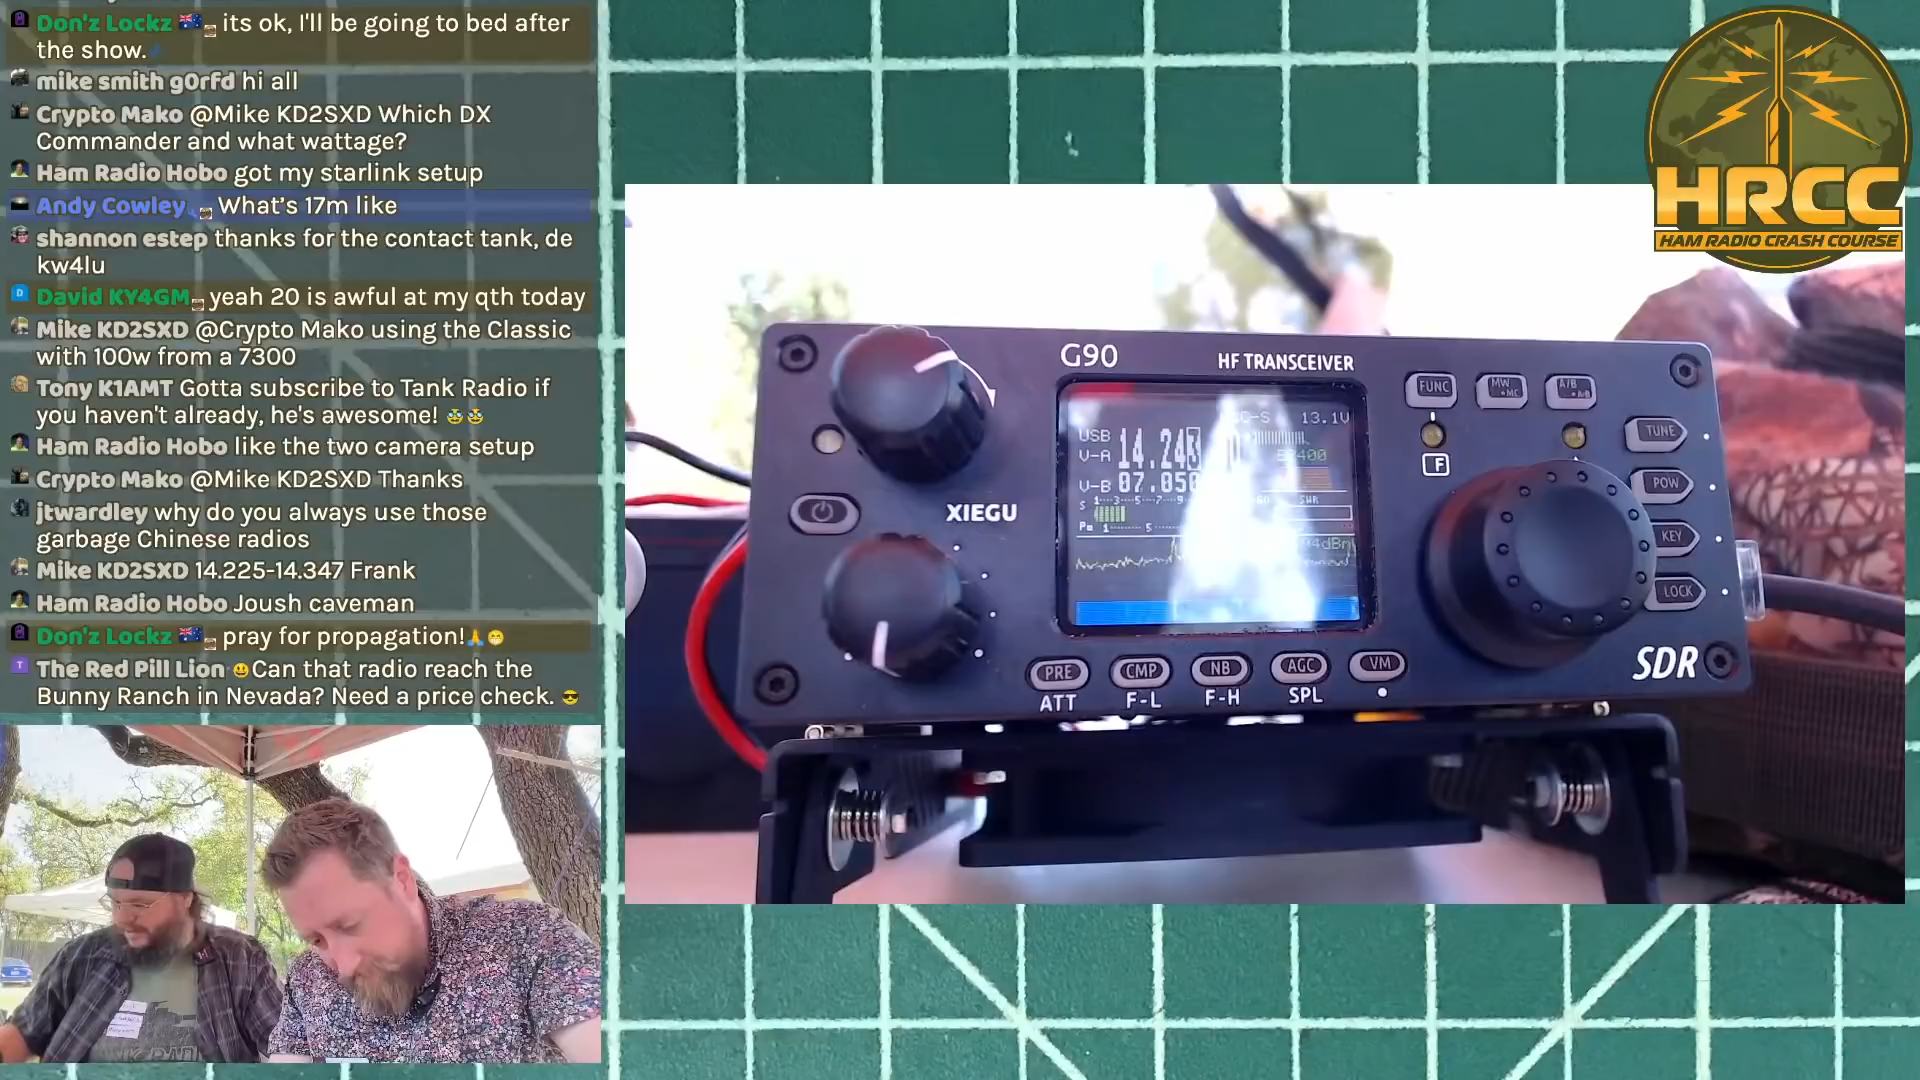 Don'z Lockz its ok, I'll be going to bed after
the show.
mike smith g0rfd hi all
Crypto Mako @Mike KD2SXD Which DX
Commander and what wattage?
Ham Radio Hobo got my starlink setup
Andy Cowley What's 17m like
shannon estep thanks for the contact tank, de
kw4lu
David KY4GM yeah 20 is awful at my qth today
Mike KD2SXD @Crypto Mako using the Classic
with 100w from a 7300
Tony K1AMT Gotta subscribe to Tank Radio if
you haven't already, he's awesome!
Ham Radio Hobo like the two camera setup
Crypto Mako @Mike KD2SXD Thanks
jtwardley why do you always use those
garbage Chinese radios
Mike KD2SXD 14.225-14.347 Frank
Ham Radio Hobo Joush caveman
Don'z Lockz pray for propagation!
The Red Pill Lion Can that radio reach the
Bunny Ranch in Nevada? Need a price check.
HRCC
HAM RADIO CRASH COURSE
G90
HF TRANSCEIVER
FUNC
MW
A/B
TUNE
F
POW
KEY
LOCK
XIEGU
13.1V
USB
V-A
V-B 07.050
S 1 3 5 7 9
SWR
SDR
PRE CMP NB AGC VM
ATT F-L F-H SPL